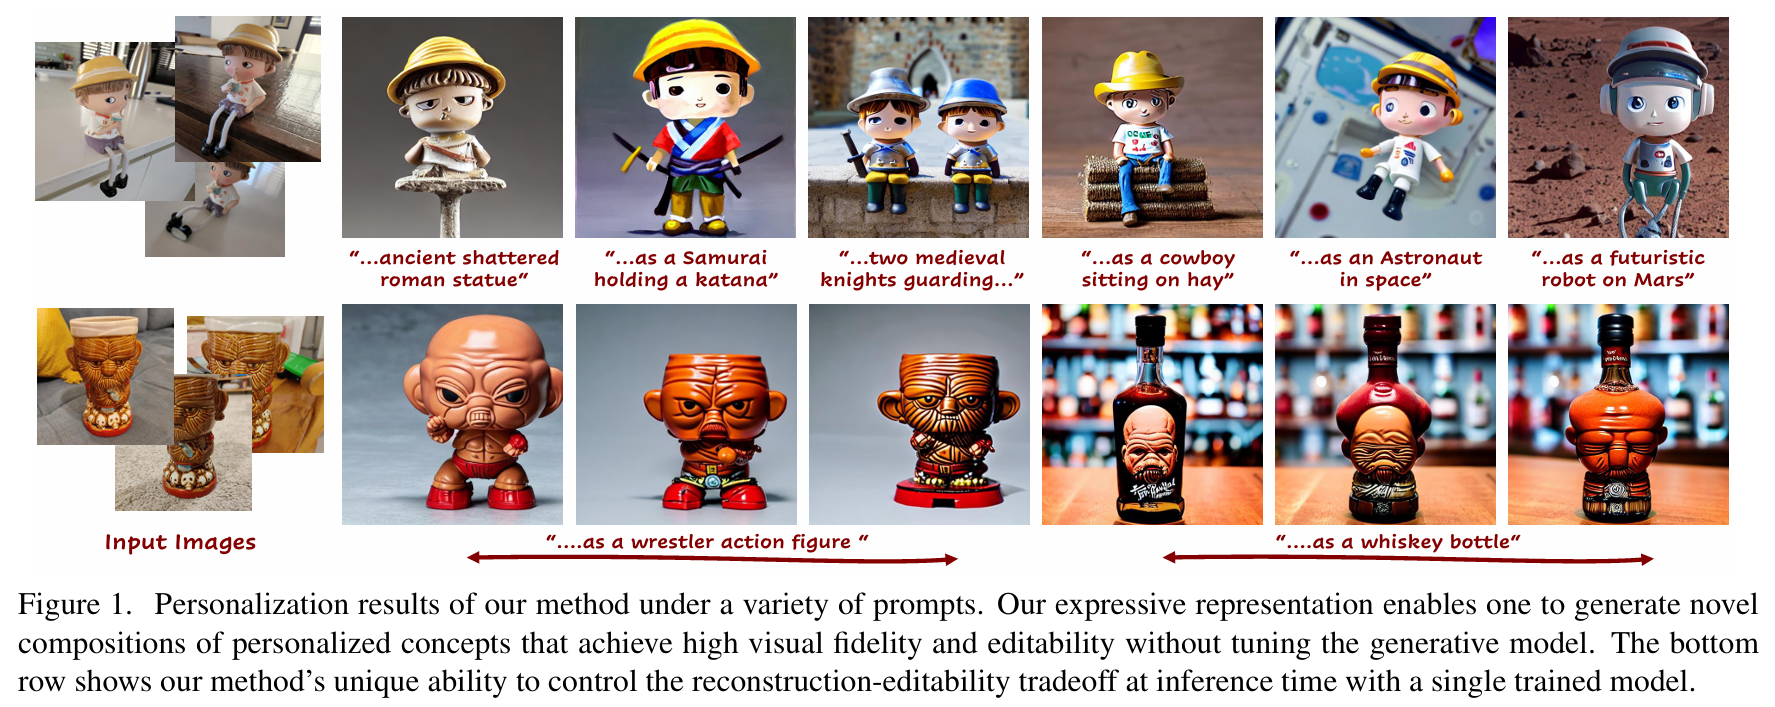 “...ancient shattered
roman statue“
“...as a Samurai
holding a katana”
“...two medieval
knights guarding...”
“...as a cowboy
sitting on hay”
“...as an Astronaut
in space”
“...as a futuristic
robot on Mars”
Input Images
“....as a wrestler action figure “
“....as a whiskey bottle“
Figure 1. Personalization results of our method under a variety of prompts. Our expressive representation enables one to generate novel
compositions of personalized concepts that achieve high visual fidelity and editability without tuning the generative model. The bottom
row shows our method’s unique ability to control the reconstruction-editability tradeoff at inference time with a single trained model.